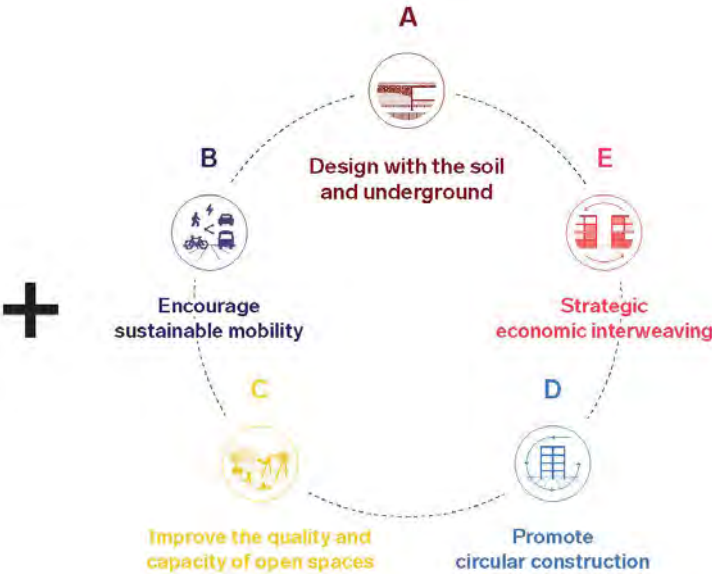 A
Design with the soil
and underground
B
Encourage
sustainable mobility
E
Strategic
economic interweaving
C
Improve the quality and
capacity of open spaces
D
Promote
circular construction